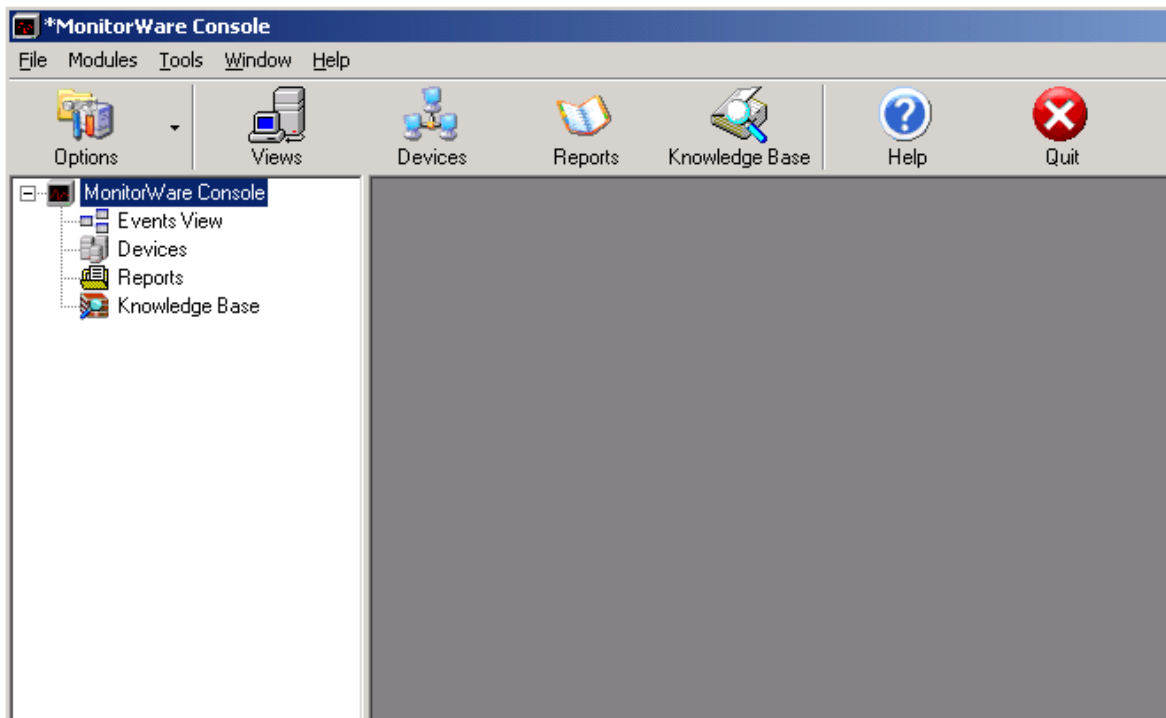 *MonitorWare Console
File Modules Tools Window Help
Options Views Devices Reports Knowledge Base Help Quit
MonitorWare Console
Events View
Devices
Reports
Knowledge Base